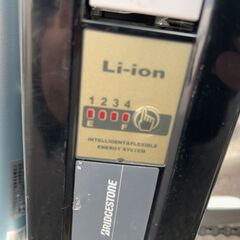 Li-ion
1 2 3 4
E F
INTELLIGENT&FLEXIBLE
ENERGY SYSTEM
BRIDGESTONE